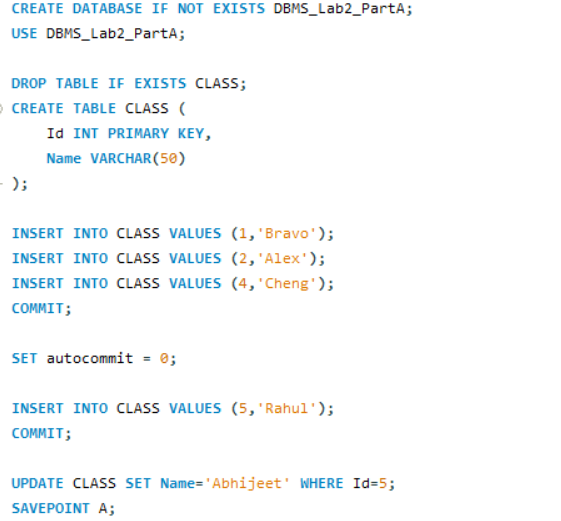 CREATE DATABASE IF NOT EXISTS DBMS_Lab2_PartA;
USE DBMS_Lab2_PartA;
DROP TABLE IF EXISTS CLASS;
CREATE TABLE CLASS (
    Id INT PRIMARY KEY,
    Name VARCHAR(50)
);
INSERT INTO CLASS VALUES (1,'Bravo');
INSERT INTO CLASS VALUES (2,'Alex');
INSERT INTO CLASS VALUES (4,'Cheng');
COMMIT;
SET autocommit = 0;
INSERT INTO CLASS VALUES (5,'Rahul');
COMMIT;
UPDATE CLASS SET Name='Abhijeet' WHERE Id=5;
SAVEPOINT A;